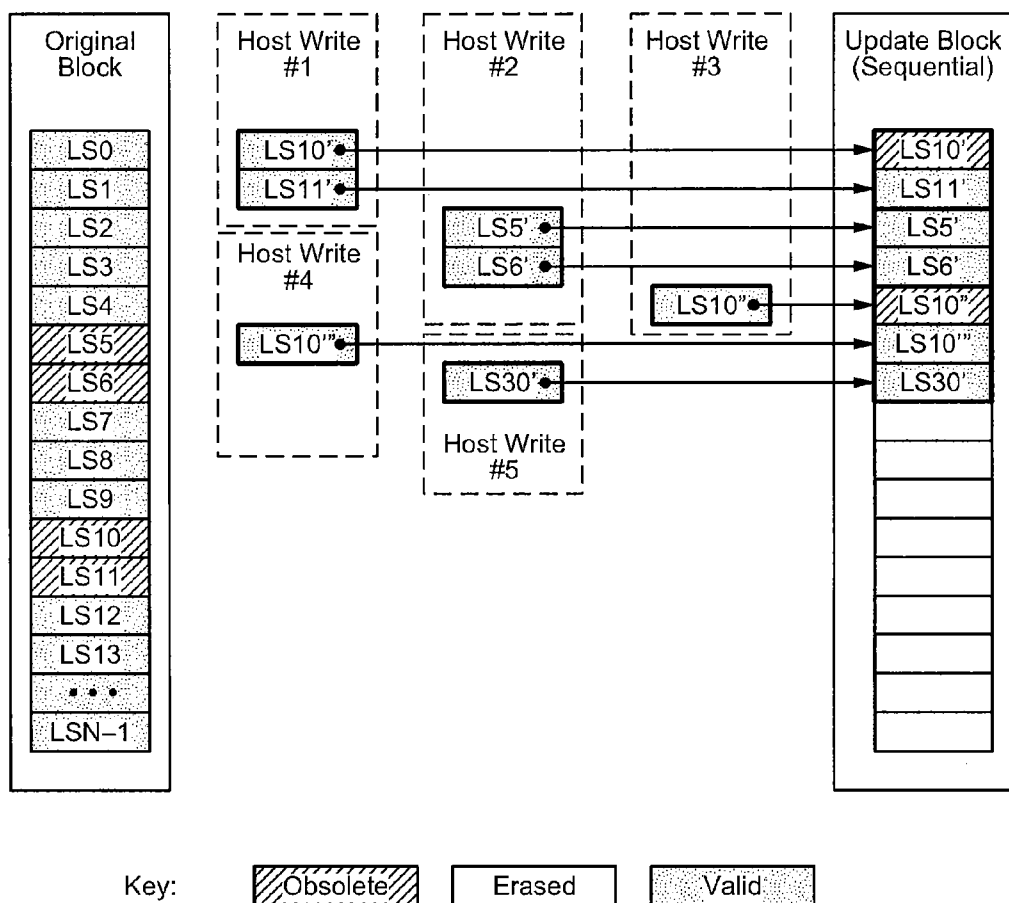 Original
Block
LS0
LS1
LS2
LS3
LS4
LS5
LS6
LS7
LS8
LS9
LS10
LS11
LS12
LS13
• • •
LSN–1
Host Write
#1
LS10'
LS11'
Host Write
#4
LS10'''
Host Write
#2
LS5'
LS6'
LS30'
Host Write
#5
Host Write
#3
LS10"
Update Block
(Sequential)
LS10'
LS11'
LS5'
LS6'
LS10"
LS10'''
LS30'
Key:
Obsolete
Erased
Valid